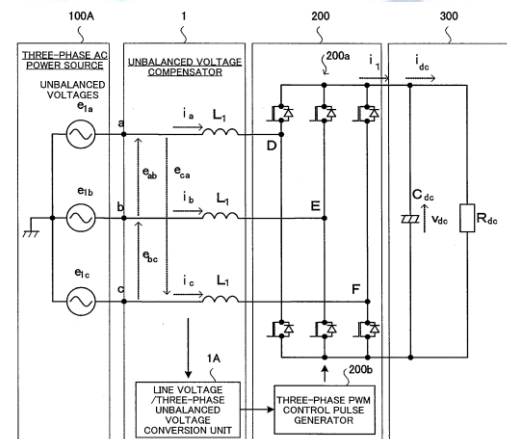 100A
1
200
300
THREE-PHASE AC
POWER SOURCE
UNBALANCED
VOLTAGES
UNBALANCED VOLTAGE
COMPENSATOR
200a
i1
idc
e1a
a
ia
L1
D
eab
eca
e1b
b
ib
L1
E
Cdc
vdc
Rdc
ebc
e1c
c
ic
L1
F
1A
200b
LINE VOLTAGE
/THREE-PHASE
UNBALANCED
VOLTAGE
CONVERSION UNIT
THREE-PHASE PWM
CONTROL PULSE
GENERATOR